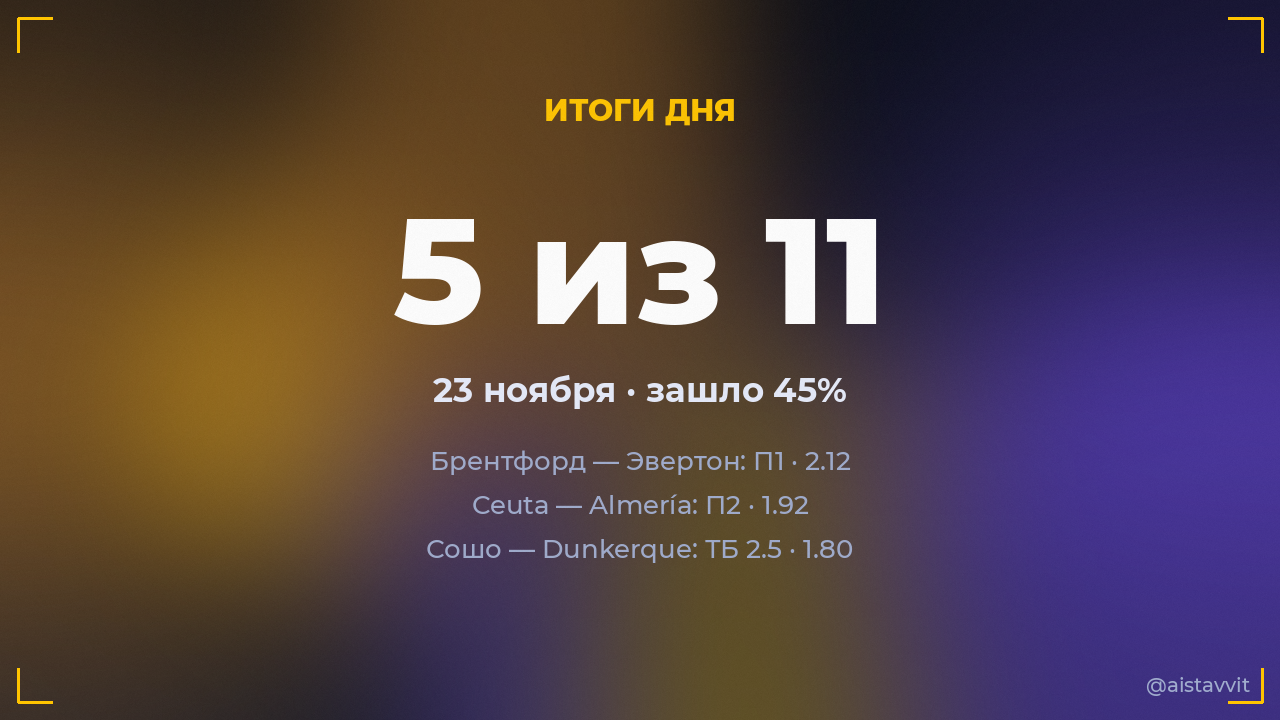 ИТОГИ ДНЯ
5 из 11
23 ноября · зашло 45%
Брентфорд — Эвертон: П1 · 2.12
Ceuta — Almería: П2 · 1.92
Сошо — Dunkerque: ТБ 2.5 · 1.80
@aistavvit